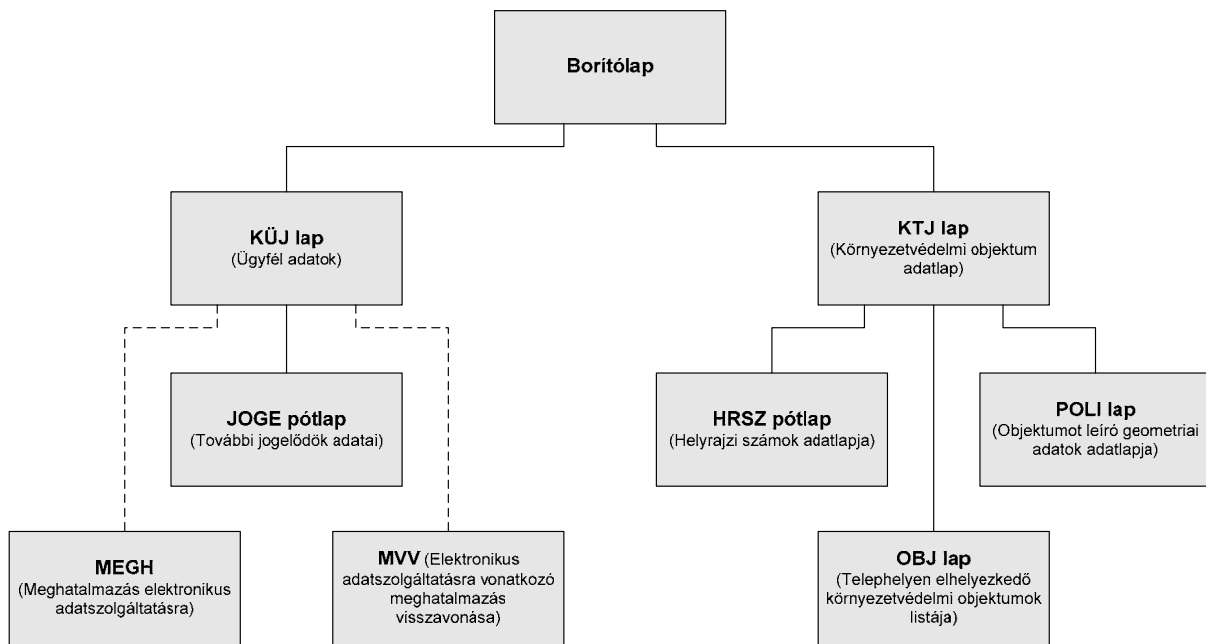 Borítólap
KÜJ lap
(Ügyfél adatok)
KTJ lap
(Környezetvédelmi objektum
adatlap)
JOGE pótlap
(További jogelődök adatai)
HRSZ pótlap
(Helyrajzi számok adatlapja)
POLI lap
(Objektumot leíró geometriai
adatok adatlapja)
MEGH
(Meghatalmazás elektronikus
adatszolgáltatásra)
MVV (Elektronikus
adatszolgáltatásra vonatkozó
meghatalmazás
visszavonása)
OBJ lap
(Telephelyen elhelyezkedő
környezetvédelmi objektumok
listája)